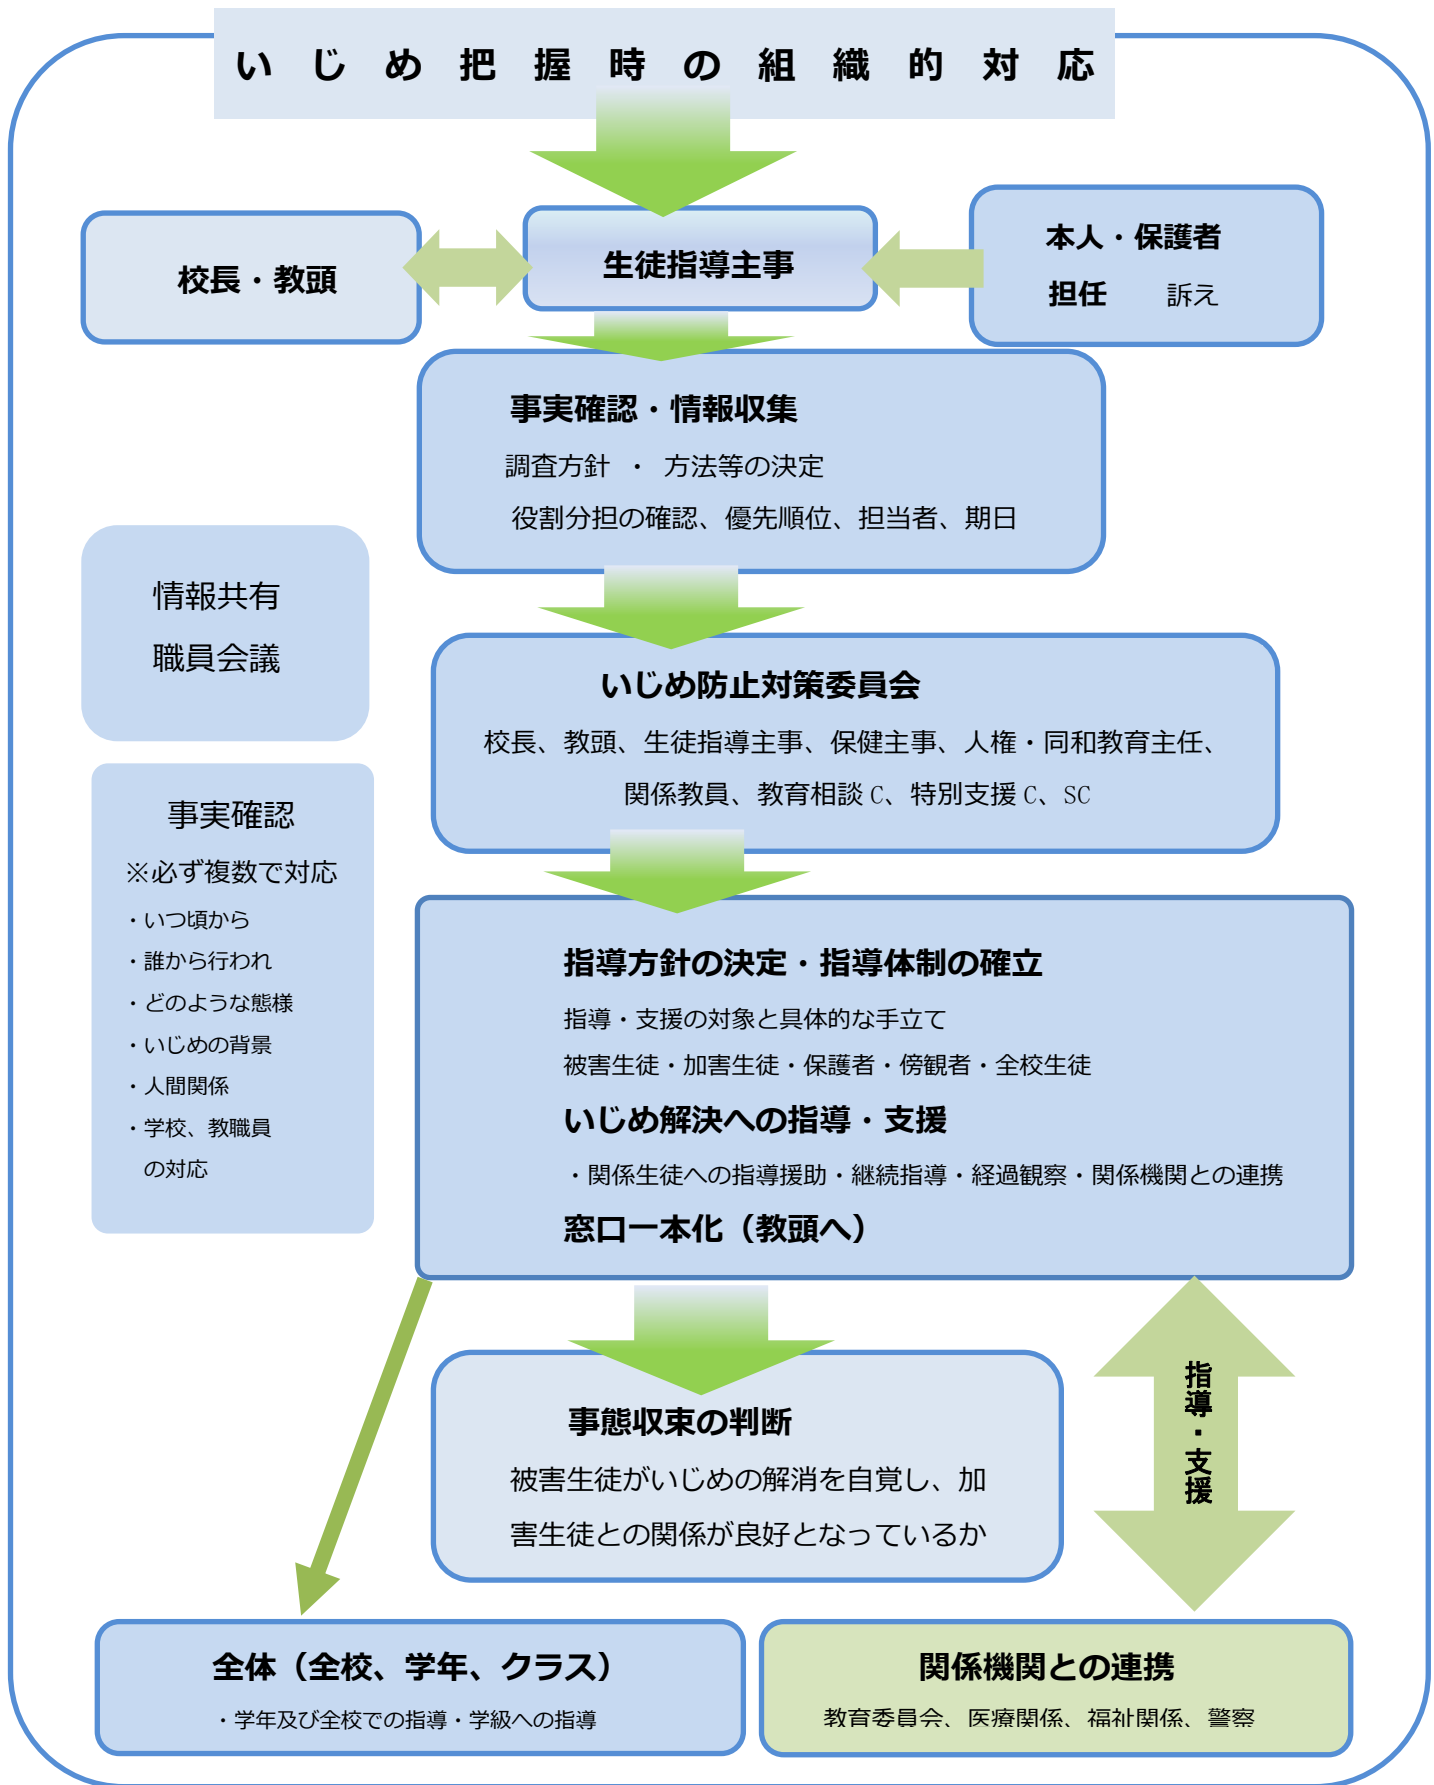 いじめ把握時の組織的対応
校長・教頭
生徒指導主事
本人・保護者
担任　　訴え
事実確認・情報収集
調査方針 ・ 方法等の決定
役割分担の確認、優先順位、担当者、期日
情報共有
職員会議
いじめ防止対策委員会
校長、教頭、生徒指導主事、保健主事、人権・同和教育主任、
関係教員、教育相談 C、特別支援 C、SC
事実確認
※必ず複数で対応
・いつ頃から
・誰から行われ
・どのような態様
・いじめの背景
・人間関係
・学校、教職員
の対応
指導方針の決定・指導体制の確立
指導・支援の対象と具体的な手立て
被害生徒・加害生徒・保護者・傍観者・全校生徒
いじめ解決への指導・支援
・関係生徒への指導援助・継続指導・経過観察・関係機関との連携
窓口一本化（教頭へ）
指導・支援
事態収束の判断
被害生徒がいじめの解消を自覚し、加
害生徒との関係が良好となっているか
全体（全校、学年、クラス）
・学年及び全校での指導・学級への指導
関係機関との連携
教育委員会、医療関係、福祉関係、警察